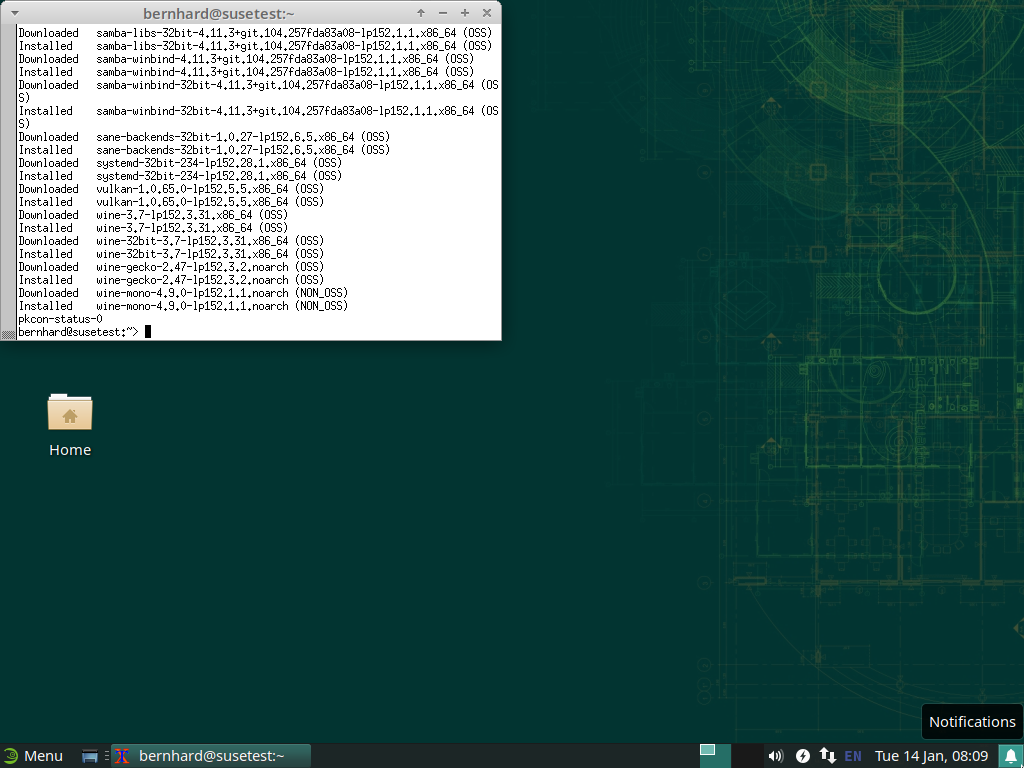 bernhard@susetest:~
Downloaded samba-libs-32bit-4.11.3+git.104.257fda83a08-lp152.1.1.x86_64 (OSS)
Installed samba-libs-32bit-4.11.3+git.104.257fda83a08-lp152.1.1.x86_64 (OSS)
Downloaded samba-winbind-4.11.3+git.104.257fda83a08-lp152.1.1.x86_64 (OSS)
Installed samba-winbind-4.11.3+git.104.257fda83a08-lp152.1.1.x86_64 (OSS)
Downloaded samba-winbind-32bit-4.11.3+git.104.257fda83a08-lp152.1.1.x86_64 (OS
S)
Installed samba-winbind-32bit-4.11.3+git.104.257fda83a08-lp152.1.1.x86_64 (OS
S)
Downloaded sane-backends-32bit-1.0.27-lp152.6.5.x86_64 (OSS)
Installed sane-backends-32bit-1.0.27-lp152.6.5.x86_64 (OSS)
Downloaded systemd-32bit-234-lp152.28.1.x86_64 (OSS)
Installed systemd-32bit-234-lp152.28.1.x86_64 (OSS)
Downloaded vulkan-1.0.65.0-lp152.5.5.x86_64 (OSS)
Installed vulkan-1.0.65.0-lp152.5.5.x86_64 (OSS)
Downloaded wine-3.7-lp152.3.31.x86_64 (OSS)
Installed wine-3.7-lp152.3.31.x86_64 (OSS)
Downloaded wine-32bit-3.7-lp152.3.31.x86_64 (OSS)
Installed wine-32bit-3.7-lp152.3.31.x86_64 (OSS)
Downloaded wine-gecko-2.47-lp152.3.2.noarch (OSS)
Installed wine-gecko-2.47-lp152.3.2.noarch (OSS)
Downloaded wine-mono-4.9.0-lp152.1.1.noarch (NON_OSS)
Installed wine-mono-4.9.0-lp152.1.1.noarch (NON_OSS)
pkcon-status-0
bernhard@susetest:~>
Home
Notifications
Menu
bernhard@susetest:~
EN
Tue 14 Jan, 08:09